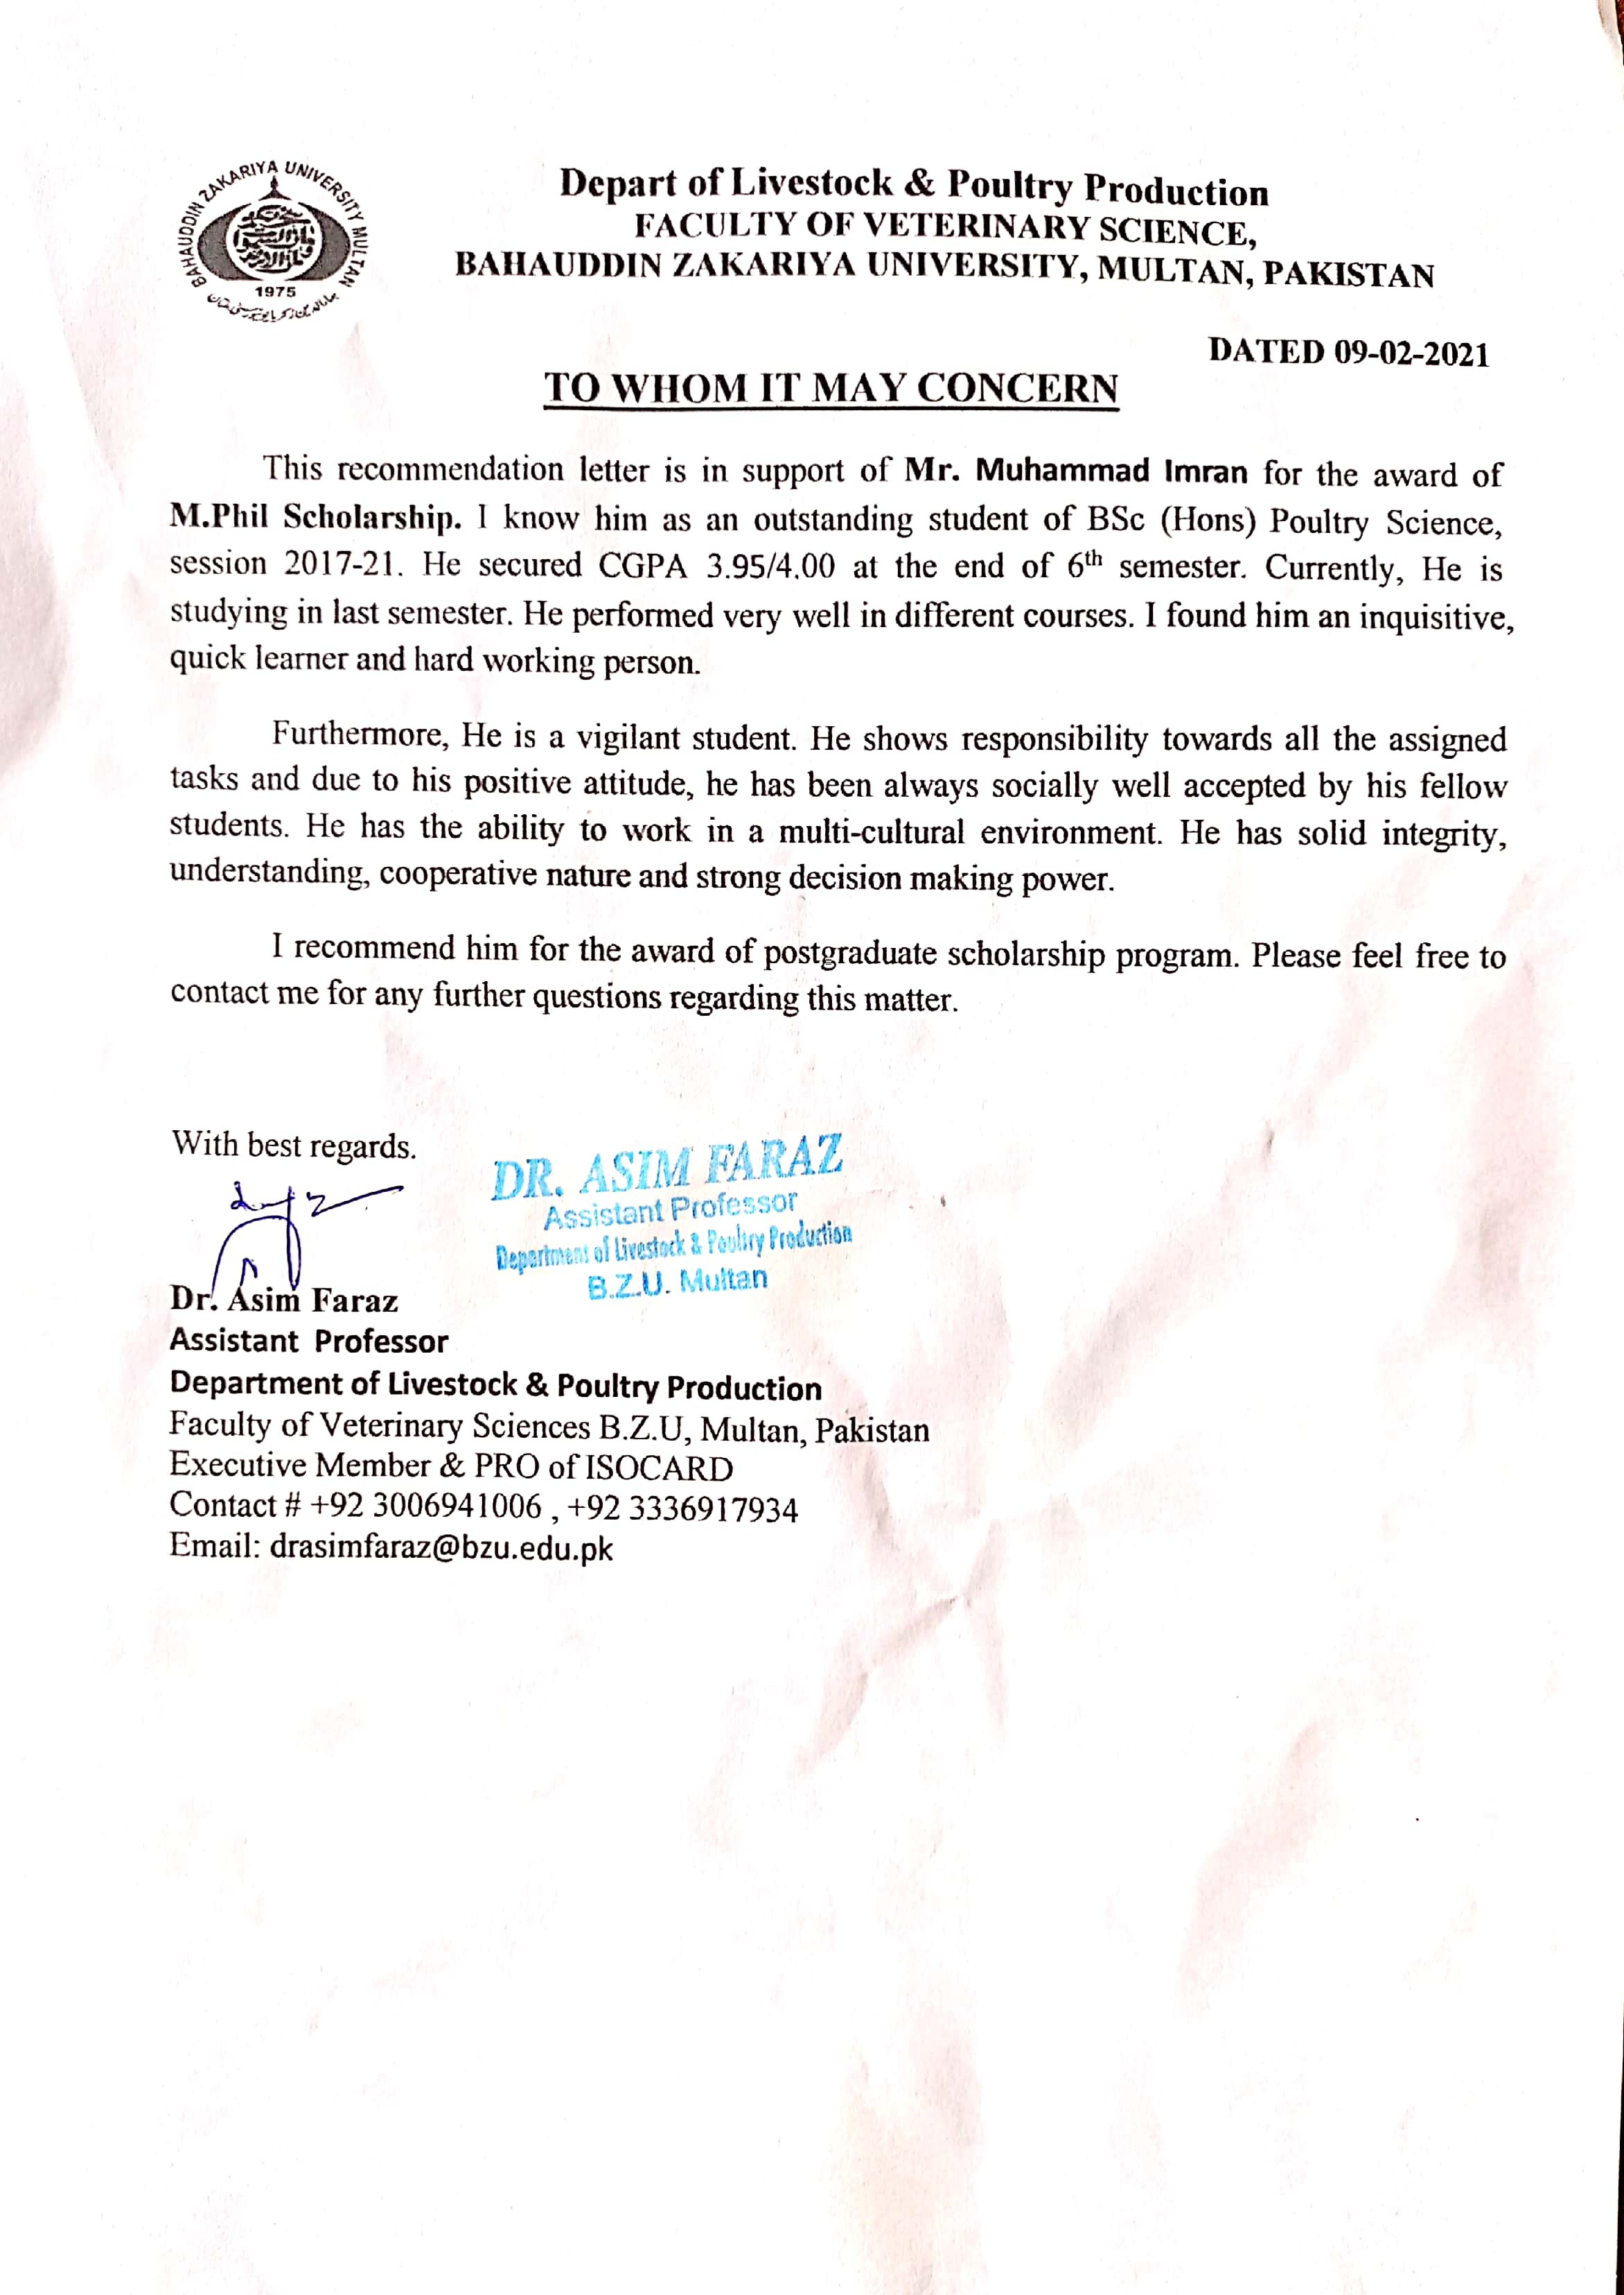 BAHAUDDIN ZAKARIYA UNIVERSITY MULTAN
1975
Depart of Livestock & Poultry Production
FACULTY OF VETERINARY SCIENCE,
BAHAUDDIN ZAKARIYA UNIVERSITY, MULTAN, PAKISTAN
DATED 09-02-2021
TO WHOM IT MAY CONCERN
This recommendation letter is in support of Mr. Muhammad Imran for the award of
M.Phil Scholarship. I know him as an outstanding student of BSc (Hons) Poultry Science,
session 2017-21. He secured CGPA 3.95/4.00 at the end of 6th semester. Currently, He is
studying in last semester. He performed very well in different courses. I found him an inquisitive,
quick learner and hard working person.
Furthermore, He is a vigilant student. He shows responsibility towards all the assigned
tasks and due to his positive attitude, he has been always socially well accepted by his fellow
students. He has the ability to work in a multi-cultural environment. He has solid integrity,
understanding, cooperative nature and strong decision making power.
I recommend him for the award of postgraduate scholarship program. Please feel free to
contact me for any further questions regarding this matter.
With best regards.
DR. ASIM FARAZ
Assistant Professor
Department of Livestock & Poultry Production
B.Z.U. Multan
Dr. Asim Faraz
Assistant Professor
Department of Livestock & Poultry Production
Faculty of Veterinary Sciences B.Z.U, Multan, Pakistan
Executive Member & PRO of ISOCARD
Contact # +92 3006941006 , +92 3336917934
Email: drasimfaraz@bzu.edu.pk